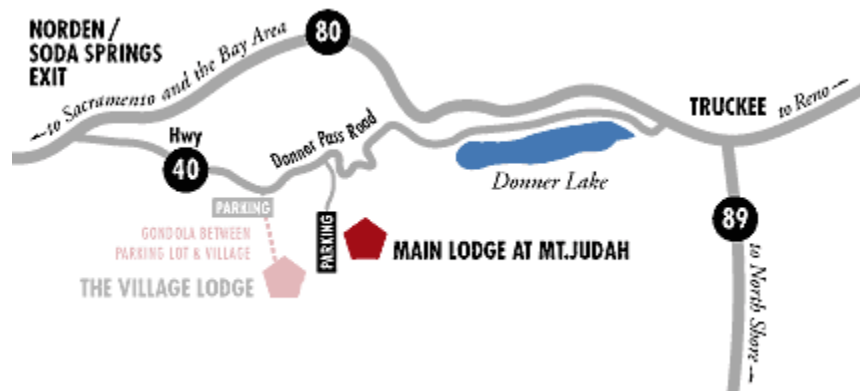 NORDEN /
SODA SPRINGS
EXIT
←to Sacramento and the Bay Area
80
Hwy
40
Donner Pass Road
TRUCKEE
to Reno→
Donner Lake
89
to North Shore→
PARKING
GONDOLA BETWEEN
PARKING LOT & VILLAGE
THE VILLAGE LODGE
PARKING
MAIN LODGE AT MT.JUDAH